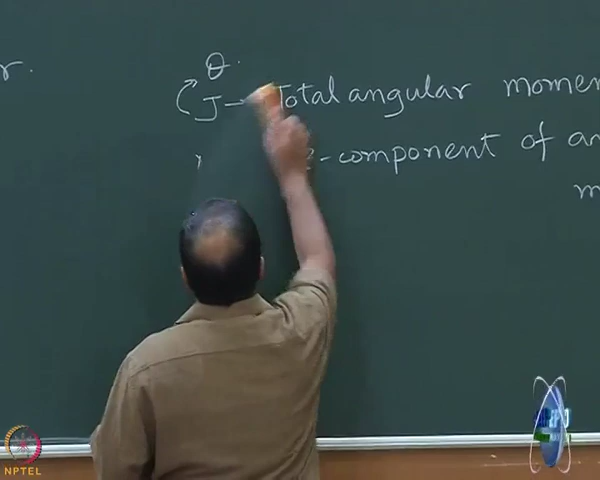 r.
θ.
J - Total angular momen
z-component of an
m
NPTEL